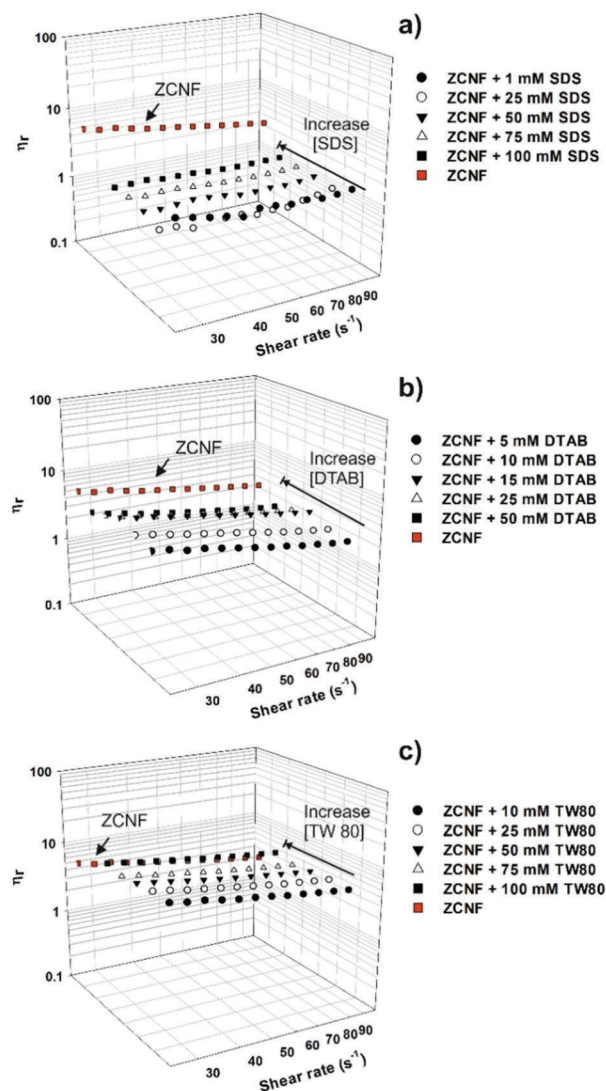 a)
100
10
1
0.1
ηr
ZCNF
Increase
[SDS]
30
40
50
60
70
80
90
Shear rate (s⁻¹)
ZCNF + 1 mM SDS
ZCNF + 25 mM SDS
ZCNF + 50 mM SDS
ZCNF + 75 mM SDS
ZCNF + 100 mM SDS
ZCNF
b)
100
10
1
0.1
ηr
ZCNF
Increase
[DTAB]
30
40
50
60
70
80
90
Shear rate (s⁻¹)
ZCNF + 5 mM DTAB
ZCNF + 10 mM DTAB
ZCNF + 15 mM DTAB
ZCNF + 25 mM DTAB
ZCNF + 50 mM DTAB
ZCNF
c)
100
10
1
0.1
ηr
ZCNF
Increase
[TW 80]
30
40
50
60
70
80
90
Shear rate (s⁻¹)
ZCNF + 10 mM TW80
ZCNF + 25 mM TW80
ZCNF + 50 mM TW80
ZCNF + 75 mM TW80
ZCNF + 100 mM TW80
ZCNF